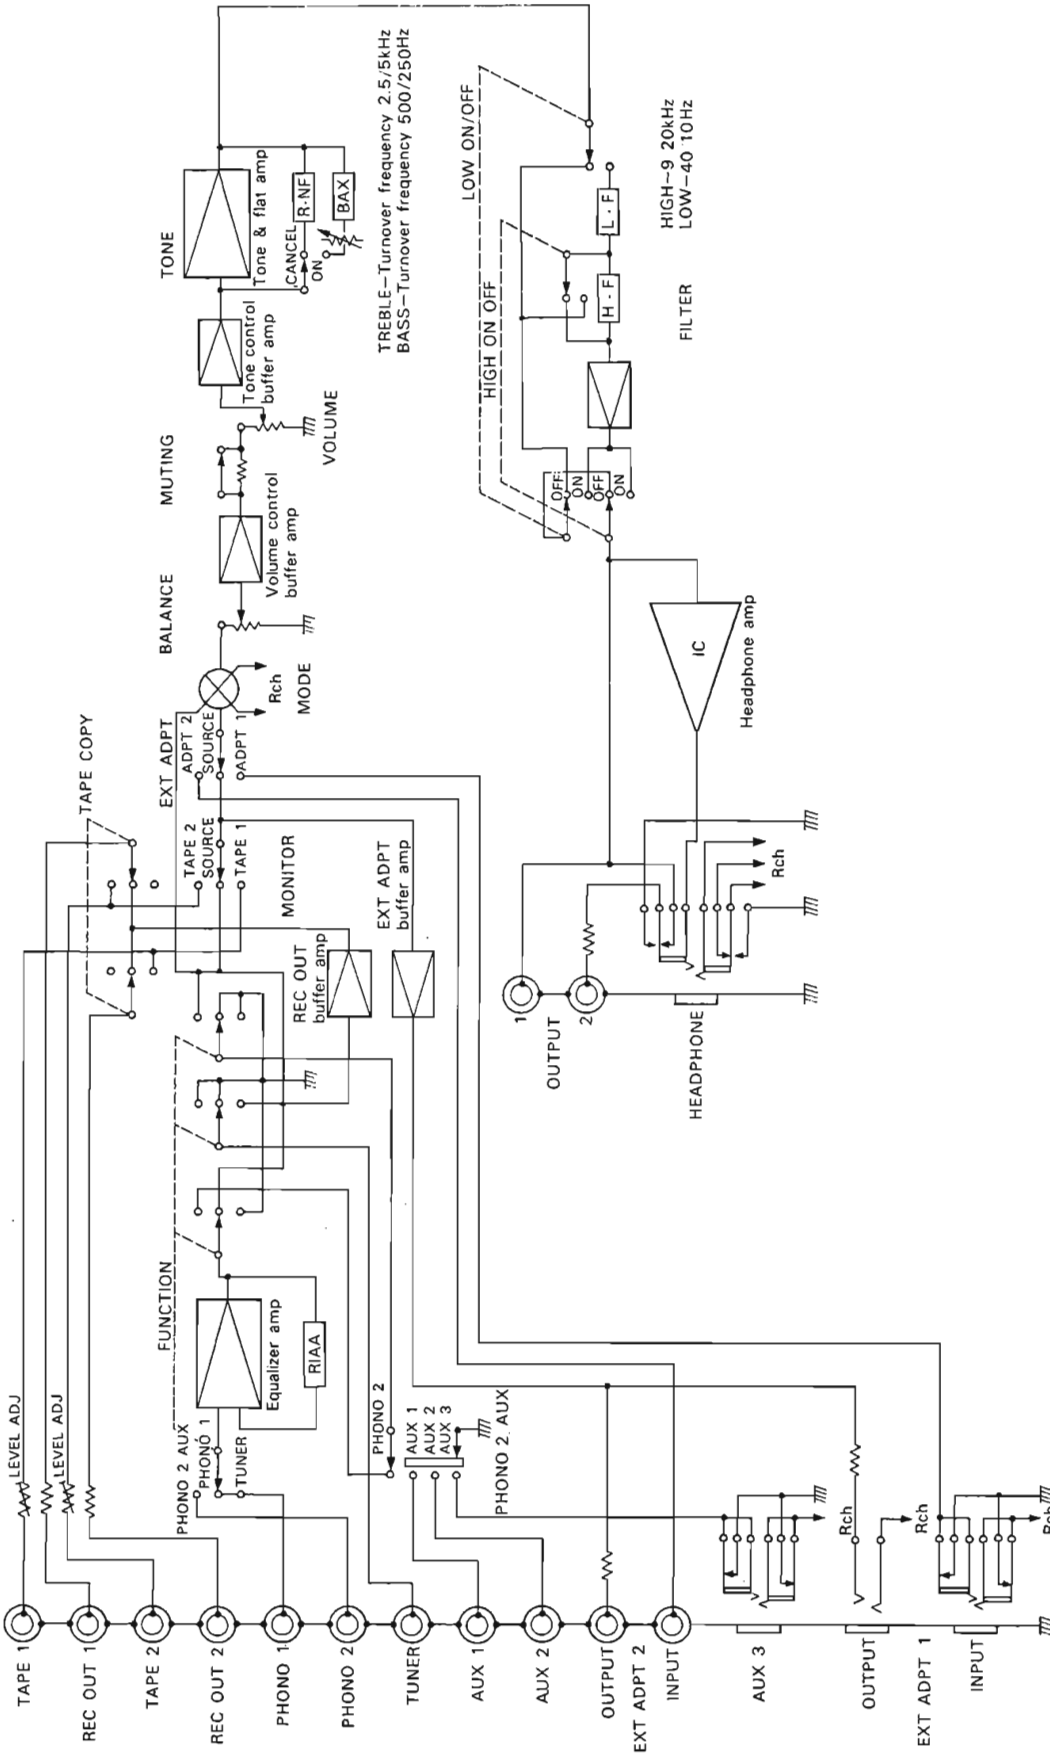 TAPE 1
REC OUT 1
TAPE 2
REC OUT 2
PHONO 1
PHONO 2
TUNER
AUX 1
AUX 2
OUTPUT
EXT ADPT 2
INPUT
AUX 3
OUTPUT
EXT ADPT 1
INPUT
LEVEL ADJ
LEVEL ADJ
PHONO 2 AUX
PHONO 1
TUNER
FUNCTION
Equalizer amp
RIAA
PHONO 2
AUX 1
AUX 2
AUX 3
PHONO 2 AUX
Rch
Rch
Rch
TAPE COPY
REC OUT
buffer amp
TAPE 2
SOURCE
TAPE 1
MONITOR
EXT ADPT
buffer amp
EXT ADPT
ADPT 2
SOURCE
ADPT 1
Rch
MODE
BALANCE
Volume control
buffer amp
MUTING
VOLUME
Tone control
buffer amp
TONE
Tone & flat amp
CANCEL
ON
R·NF
BAX
TREBLE—Turnover frequency 2.5/5kHz
BASS—Turnover frequency 500/250Hz
LOW ON/OFF
HIGH ON OFF
OFF
ON
OFF
ON
H·F
L·F
FILTER
HIGH—9 20kHz
LOW—40 10Hz
IC
Headphone amp
1
OUTPUT
2
HEADPHONE
Rch